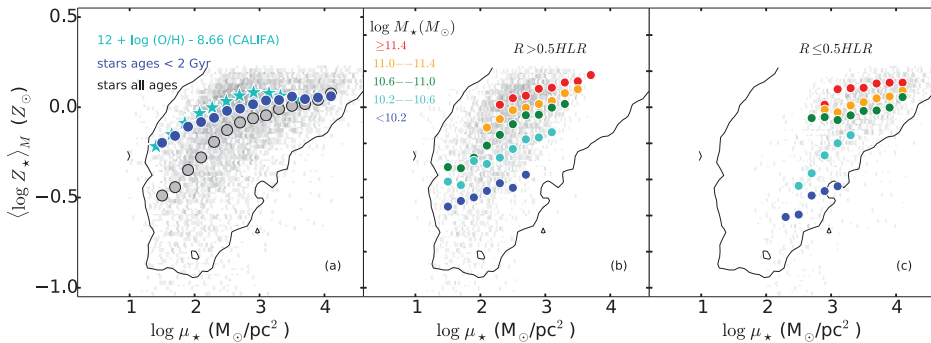 0.5
0.0
−0.5
−1.0
⟨log Z⋆⟩M (Z⊙)
12 + log (O/H) - 8.66 (CALIFA)
stars ages < 2 Gyr
stars all ages
(a)
1 2 3 4
log μ⋆ (M⊙/pc²)
log M⋆(M⊙)
≥11.4
11.0−−11.4
10.6−−11.0
10.2−−10.6
<10.2
R>0.5HLR
(b)
1 2 3 4
log μ⋆ (M⊙/pc²)
R≤0.5HLR
(c)
1 2 3 4
log μ⋆ (M⊙/pc²)